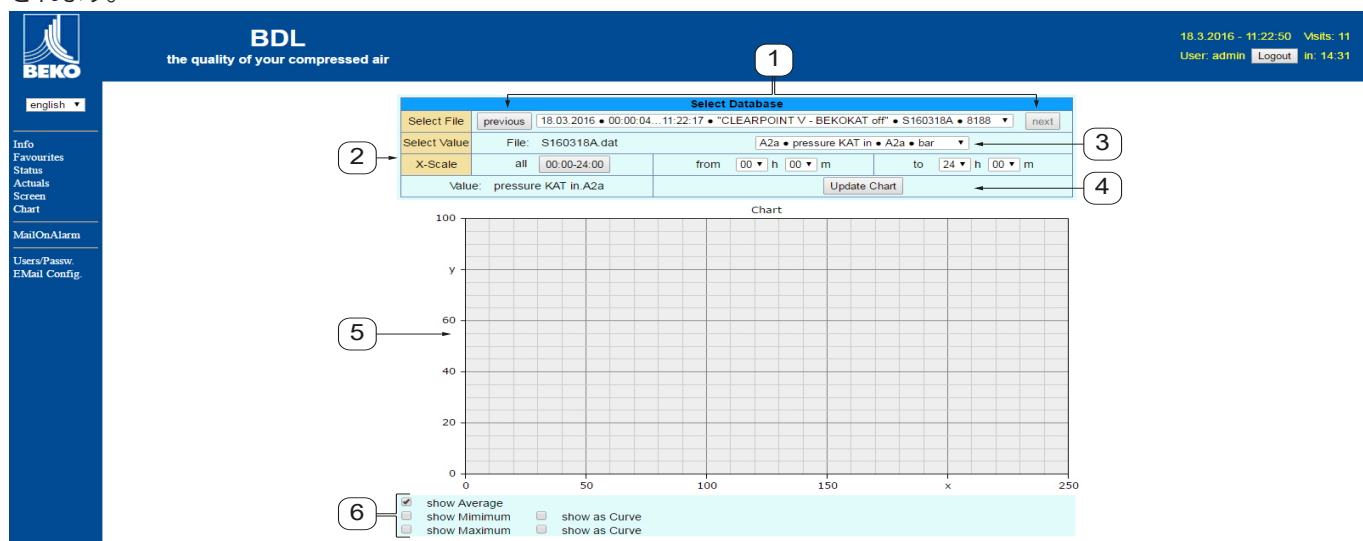 されます。
BEKO
BDL
the quality of your compressed air
18.3.2016 - 11:22:50 Visits: 11
User: admin Logout in: 14:31
english
Info
Favourites
Status
Actuals
Screen
Chart
MailOnAlarm
Users/Passw.
EMail Config.
1
Select Database
Select File previous 18.03.2016 ● 00:00:04...11:22:17 ● "CLEARPOINT V - BEKOKAT off" ● S160318A ● 8188 next
Select Value File: S160318A.dat A2a ● pressure KAT in ● A2a ● bar
X-Scale all 00:00-24:00 from 00 h 00 m to 24 h 00 m
Value: pressure KAT in.A2a Update Chart
2
3
4
Chart
100
y
60
40
20
0
0 50 100 150 x 250
5
6
show Average
show Mimimum show as Curve
show Maximum show as Curve